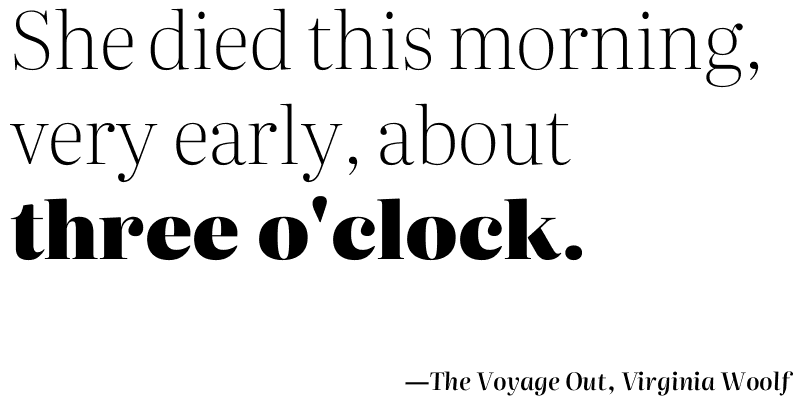 She died this morning,
very early, about
three o'clock.
—The Voyage Out, Virginia Woolf